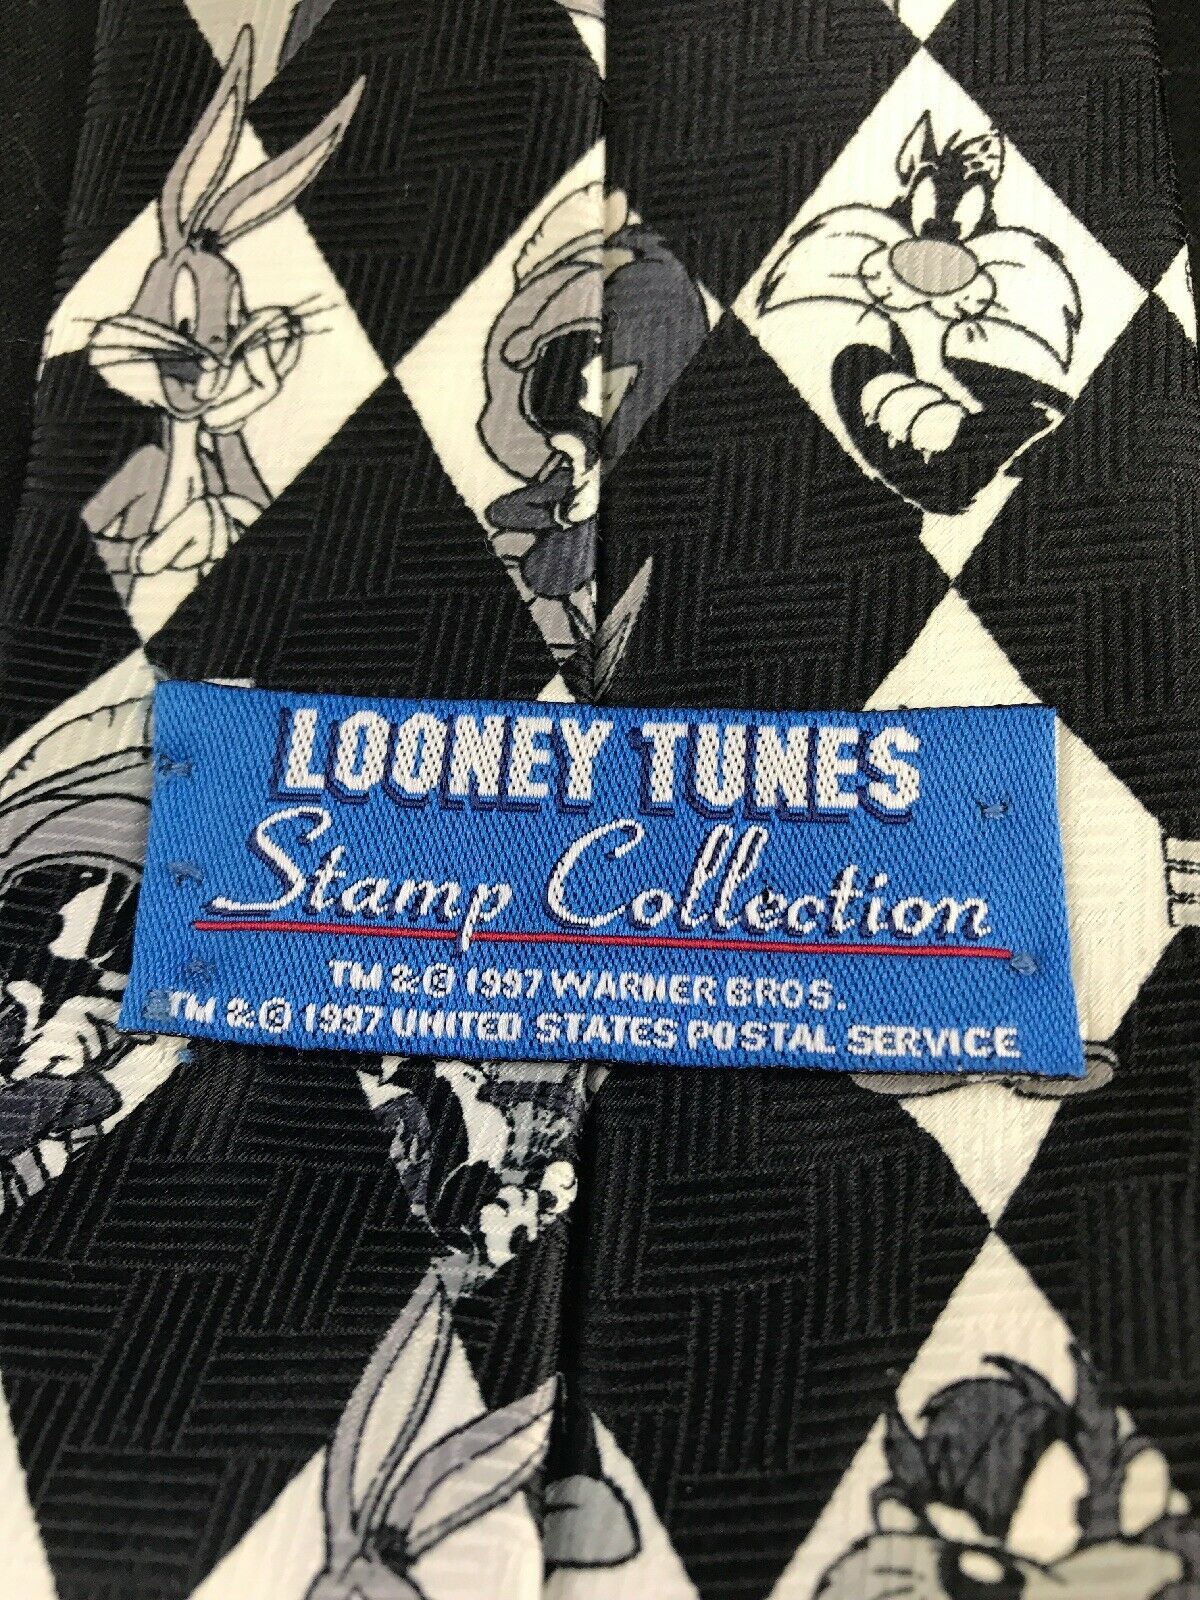 LOONEY TUNES
Stamp Collection
TM & © 1997 WARNER BROS.
TM & © 1997 UNITED STATES POSTAL SERVICE